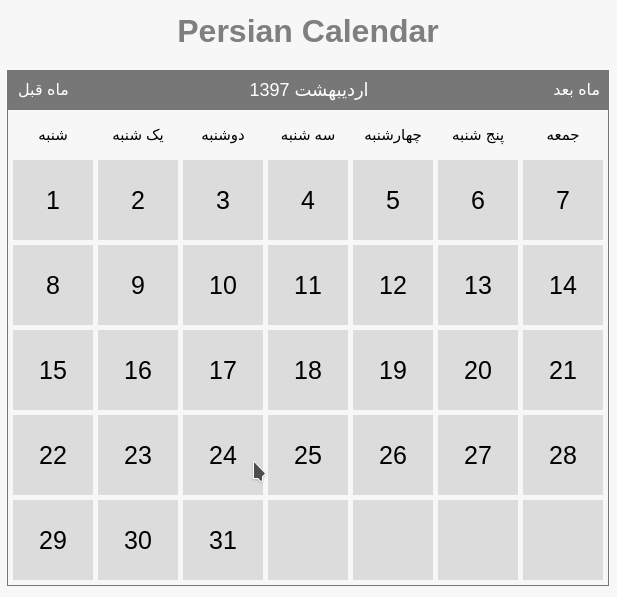 Persian Calendar
ماه قبل اردیبهشت 1397 ماه بعد
شنبه یک شنبه دوشنبه سه شنبه چهارشنبه پنج شنبه جمعه
1 2 3 4 5 6 7
8 9 10 11 12 13 14
15 16 17 18 19 20 21
22 23 24 25 26 27 28
29 30 31